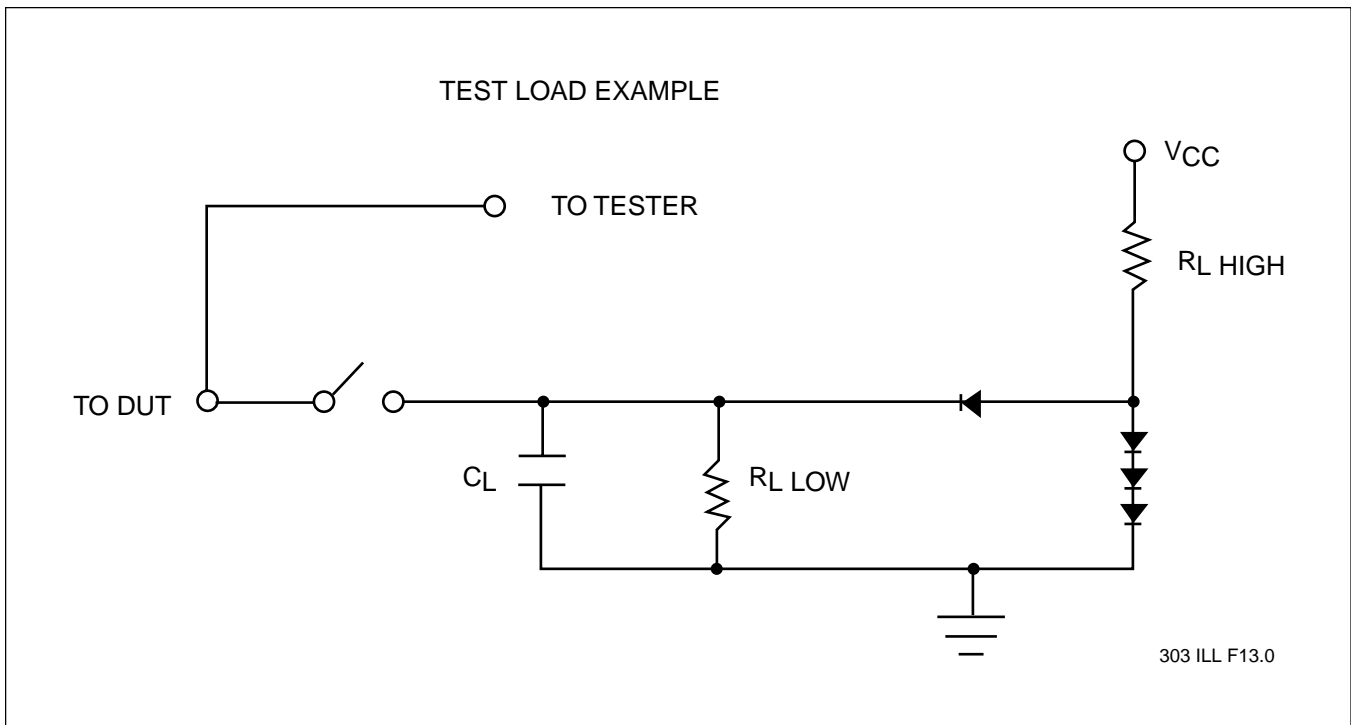 TEST LOAD EXAMPLE
VCC
TO TESTER
RL HIGH
TO DUT
CL
RL LOW
303 ILL F13.0